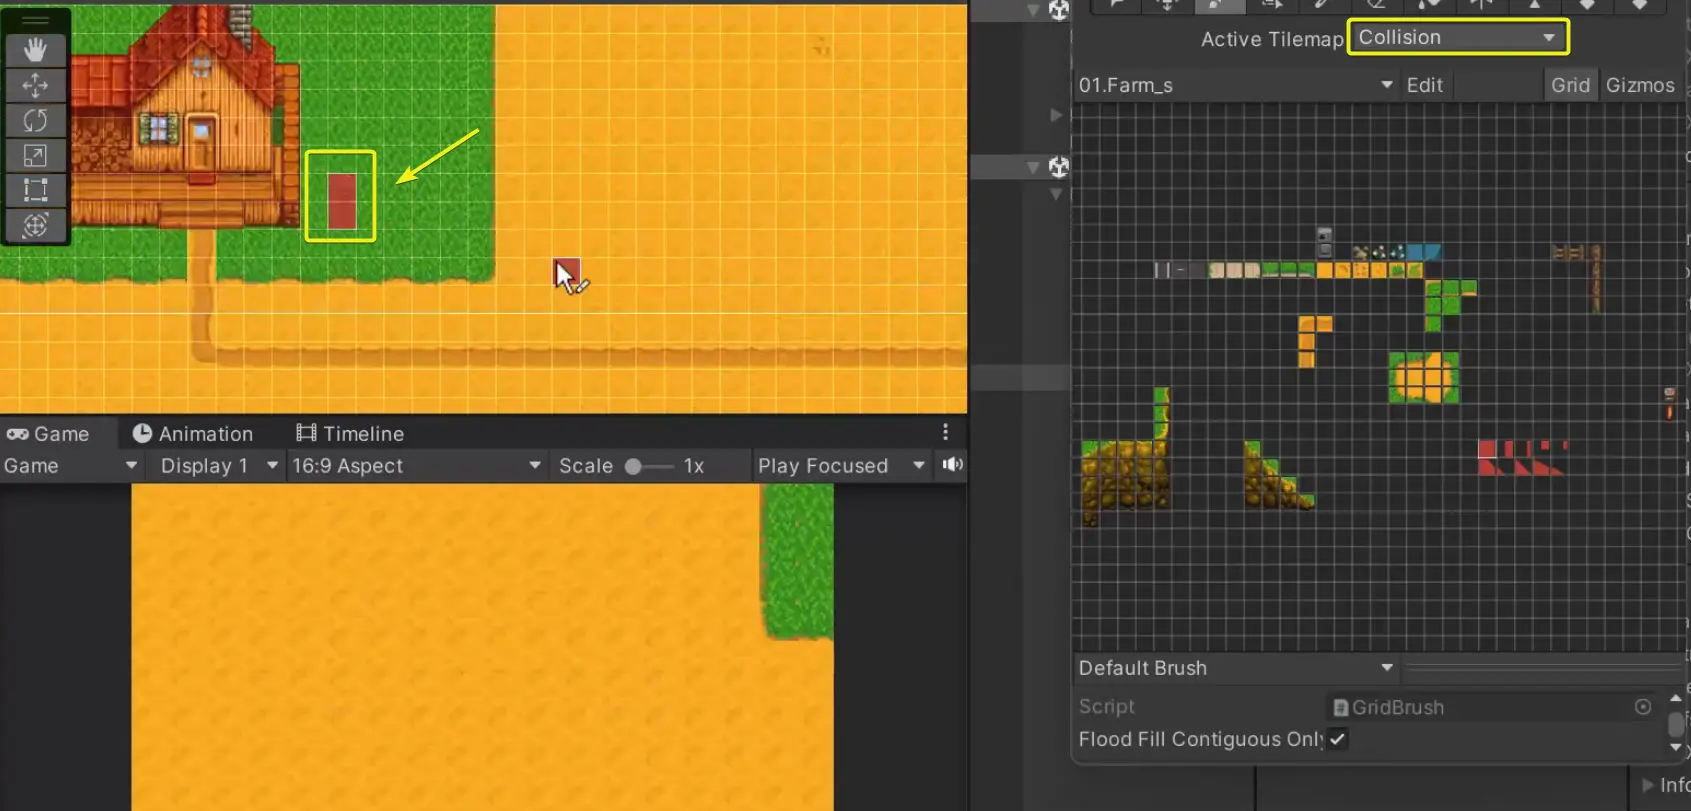 Active Tilemap Collision
01.Farm_s Edit Grid Gizmos
Game Animation Timeline
Game Display 1 16:9 Aspect Scale 1x Play Focused
Default Brush
Script GridBrush
Flood Fill Contiguous Only
Info